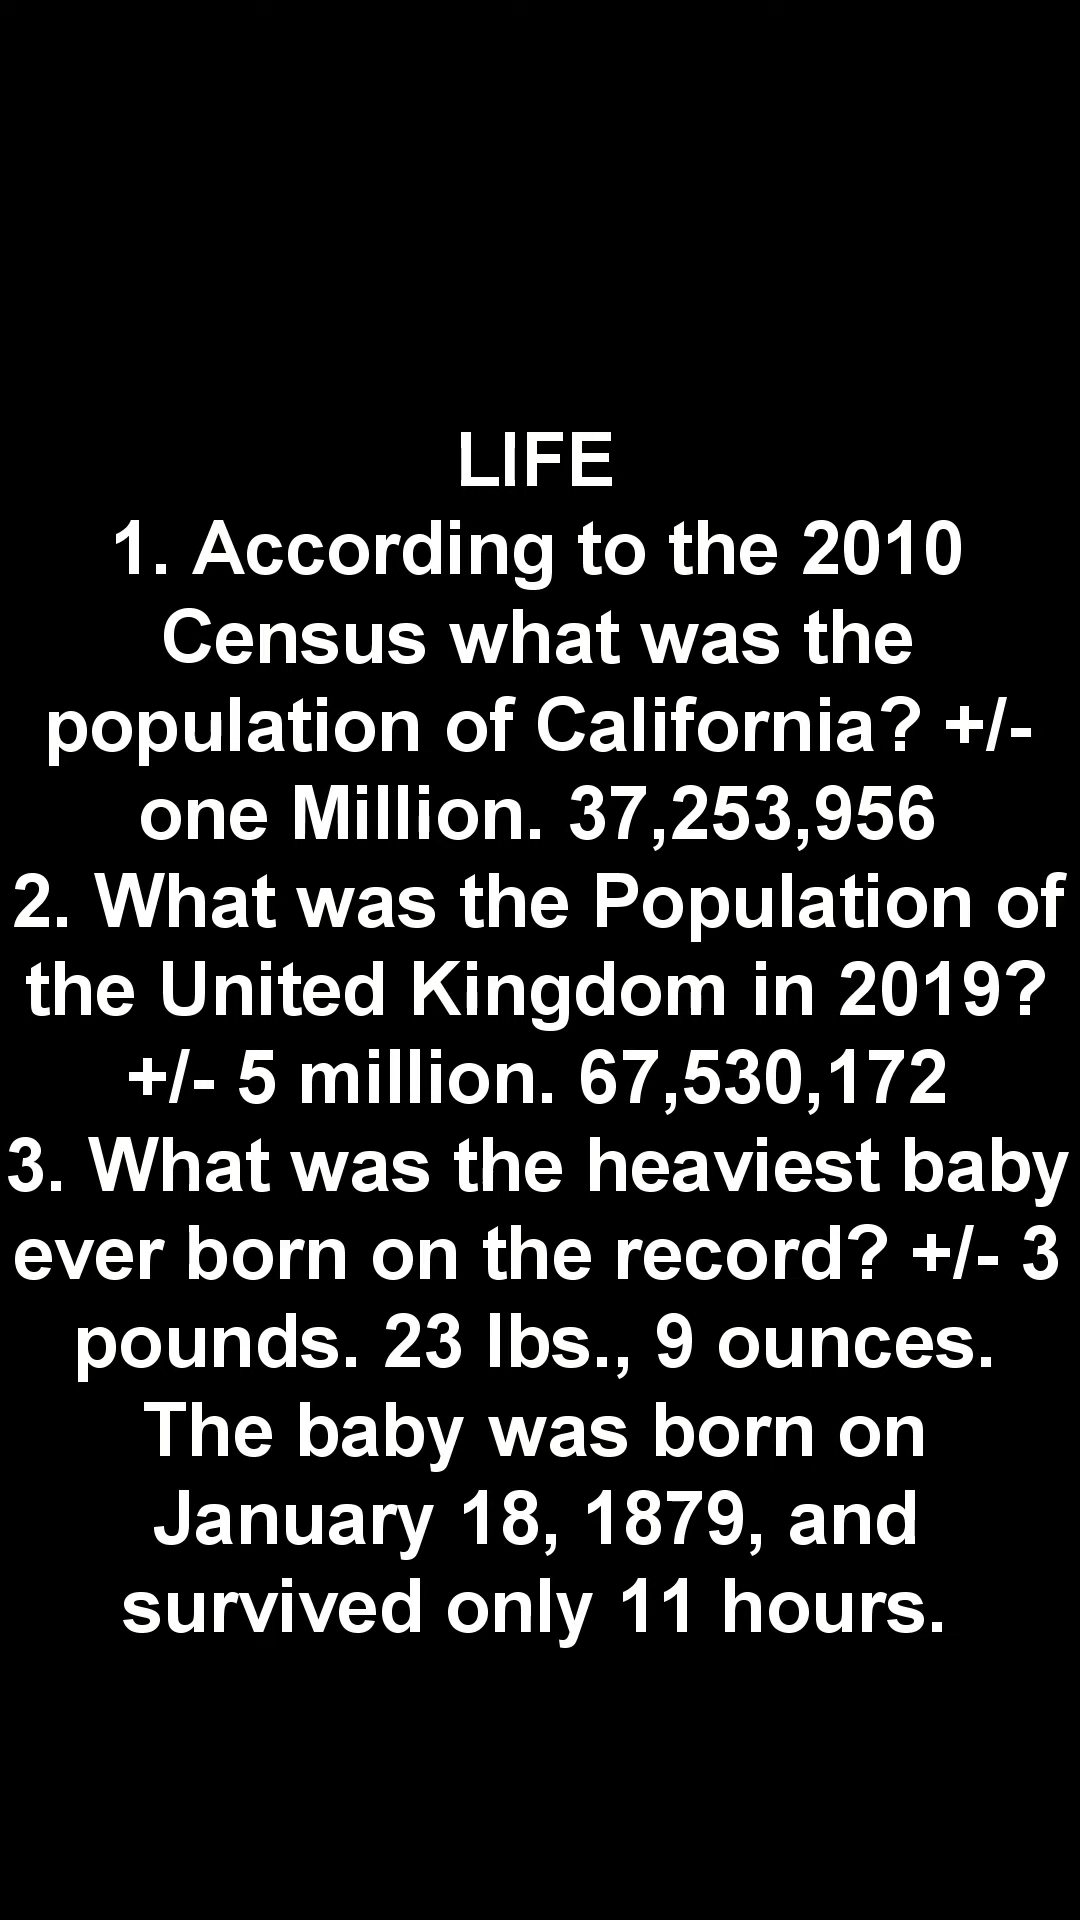 LIFE
1. According to the 2010
Census what was the
population of California? +/-
one Million. 37,253,956
2. What was the Population of
the United Kingdom in 2019?
+/- 5 million. 67,530,172
3. What was the heaviest baby
ever born on the record? +/- 3
pounds. 23 lbs., 9 ounces.
The baby was born on
January 18, 1879, and
survived only 11 hours.